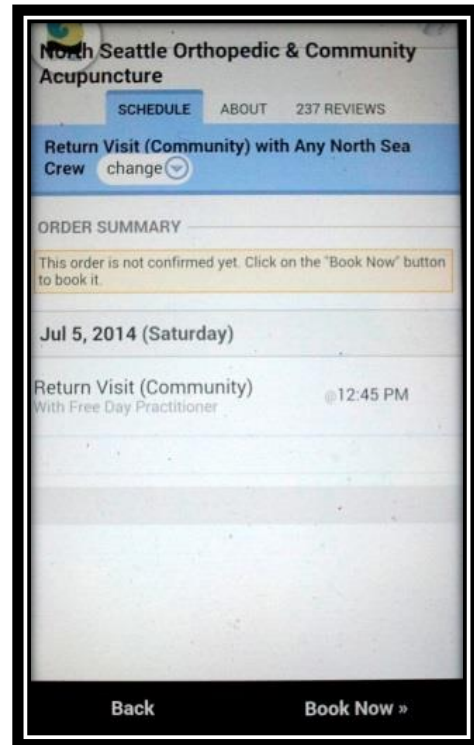 North Seattle Orthopedic & Community
Acupuncture
SCHEDULE ABOUT 237 REVIEWS
Return Visit (Community) with Any North Sea
Crew change
ORDER SUMMARY
This order is not confirmed yet. Click on the "Book Now" button
to book it.
Jul 5, 2014 (Saturday)
Return Visit (Community)
With Free Day Practitioner
@12:45 PM
Back Book Now »